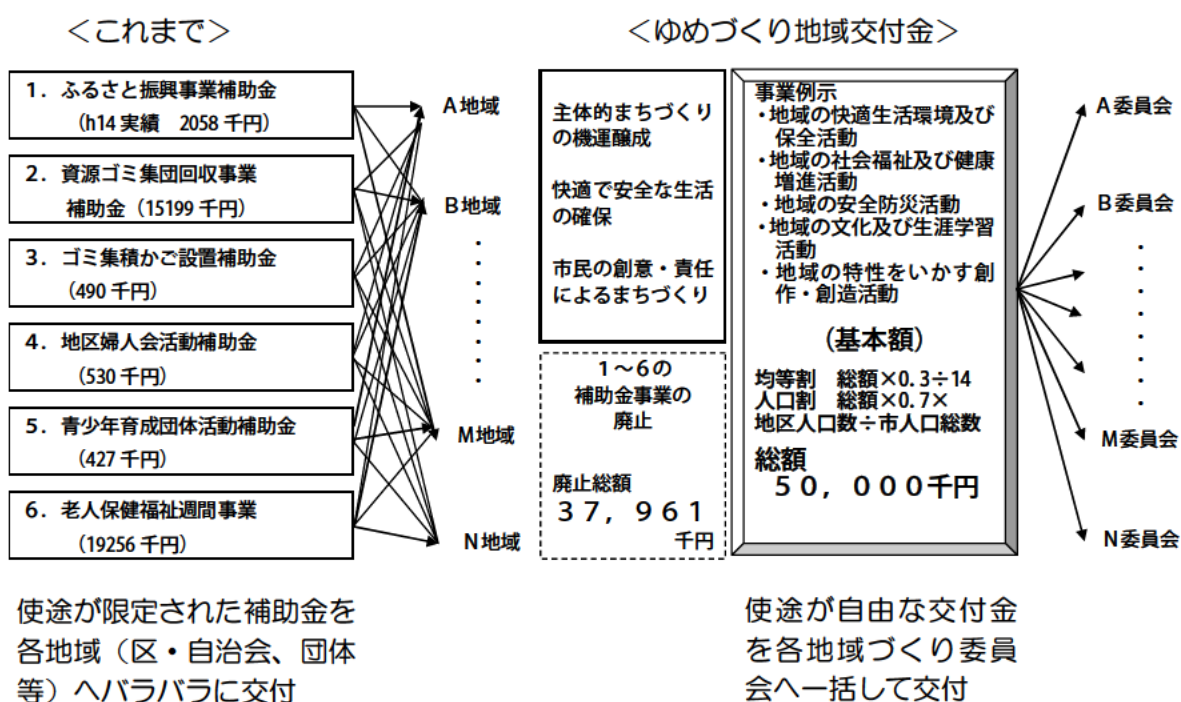 ＜これまで＞
1．ふるさと振興事業補助金
（h14 実績　2058 千円）
2．資源ゴミ集団回収事業
補助金（15199 千円）
3．ゴミ集積かご設置補助金
（490 千円）
4．地区婦人会活動補助金
（530 千円）
5．青少年育成団体活動補助金
（427 千円）
6．老人保健福祉週間事業
（19256 千円）
A地域
B地域
・
・
・
・
・
・
・
・
M地域
N地域
使途が限定された補助金を
各地域（区・自治会、団体
等）へバラバラに交付
＜ゆめづくり地域交付金＞
主体的まちづくり
の機運醸成
快適で安全な生活
の確保
市民の創意・責任
によるまちづくり
1～6の
補助金事業の
廃止
廃止総額
３７，９６１
千円
事業例示
・地域の快適生活環境及び
保全活動
・地域の社会福祉及び健康
増進活動
・地域の安全防災活動
・地域の文化及び生涯学習
活動
・地域の特性をいかす創
作・創造活動
（基本額）
均等割　総額×0.3÷14
人口割　総額×0.7×
地区人口数÷市人口総数
総額
５０，０００千円
A委員会
B委員会
・
・
・
・
・
・
・
・
M委員会
N委員会
使途が自由な交付金
を各地域づくり委員
会へ一括して交付